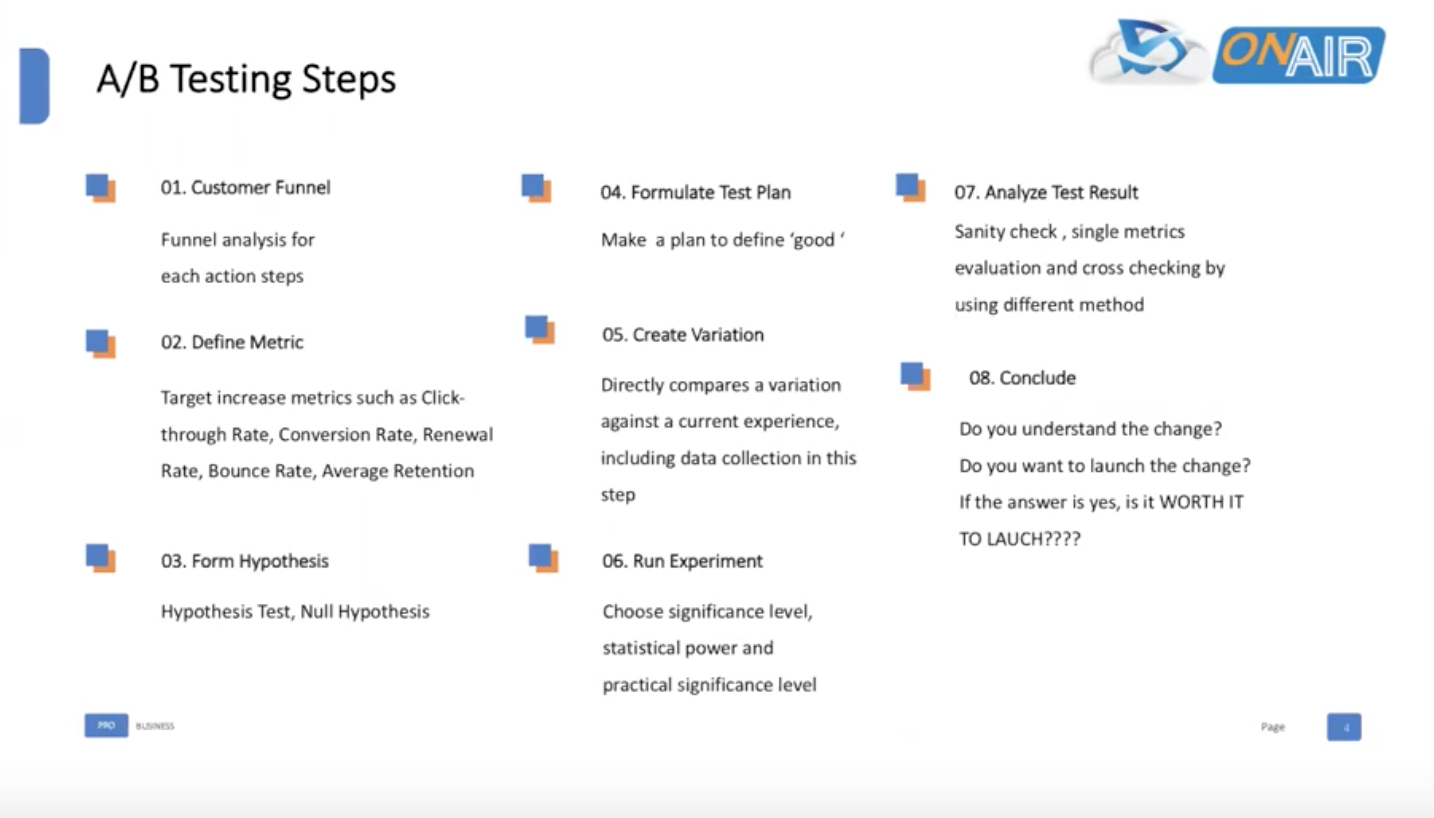 ONAIR
A/B Testing Steps
01. Customer Funnel
Funnel analysis for
each action steps
02. Define Metric
Target increase metrics such as Click-
through Rate, Conversion Rate, Renewal
Rate, Bounce Rate, Average Retention
03. Form Hypothesis
Hypothesis Test, Null Hypothesis
04. Formulate Test Plan
Make  a plan to define ‘good ‘
05. Create Variation
Directly compares a variation
against a current experience,
including data collection in this
step
06. Run Experiment
Choose significance level,
statistical power and
practical significance level
07. Analyze Test Result
Sanity check , single metrics
evaluation and cross checking by
using different method
08. Conclude
Do you understand the change?
Do you want to launch the change?
If the answer is yes, is it WORTH IT
TO LAUCH????
PRO BUSINESS
Page 4